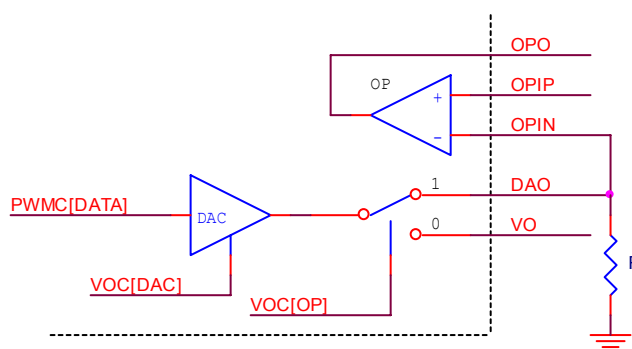 OPO
OP
+
OPIP
−
OPIN
1
DAO
PWMC[DATA]
DAC
0
VO
VOC[DAC]
VOC[OP]